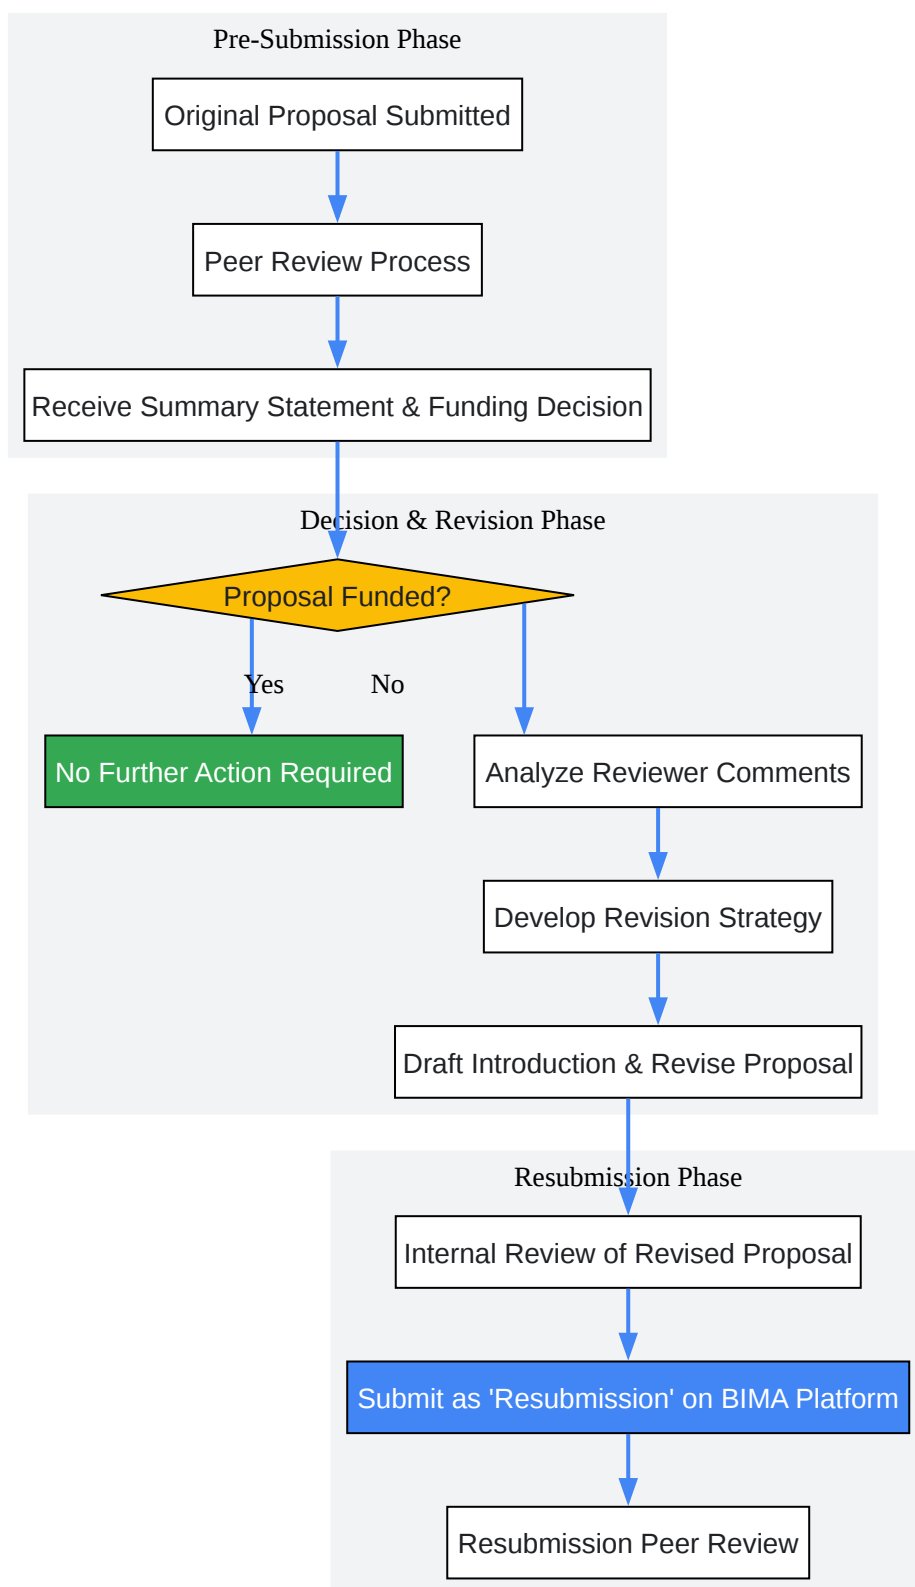 Pre-Submission Phase
Original Proposal Submitted
Peer Review Process
Receive Summary Statement & Funding Decision
Decision & Revision Phase
Proposal Funded?
Yes
No
No Further Action Required
Analyze Reviewer Comments
Develop Revision Strategy
Draft Introduction & Revise Proposal
Resubmission Phase
Internal Review of Revised Proposal
Submit as 'Resubmission' on BIMA Platform
Resubmission Peer Review